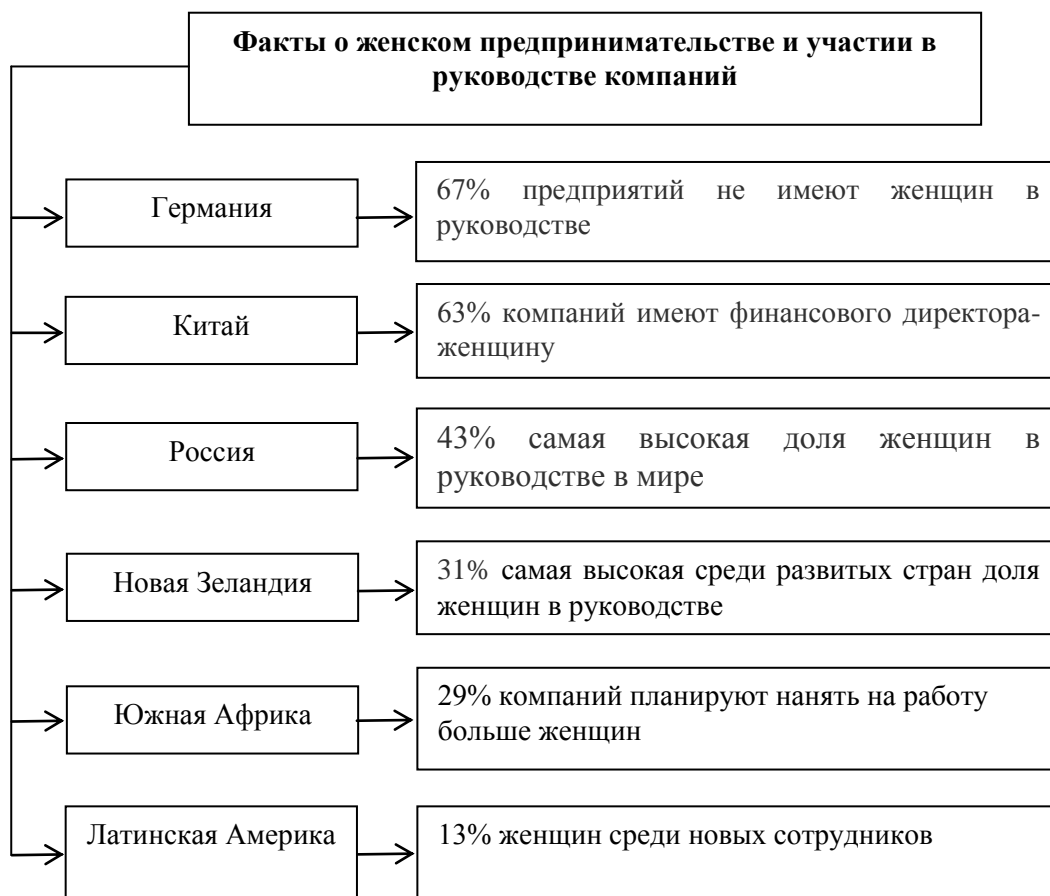 Факты о женском предпринимательстве и участии в
руководстве компаний
Германия
67% предприятий не имеют женщин в
руководстве
Китай
63% компаний имеют финансового директора-
женщину
Россия
43% самая высокая доля женщин в
руководстве в мире
Новая Зеландия
31% самая высокая среди развитых стран доля
женщин в руководстве
Южная Африка
29% компаний планируют нанять на работу
больше женщин
Латинская Америка
13% женщин среди новых сотрудников